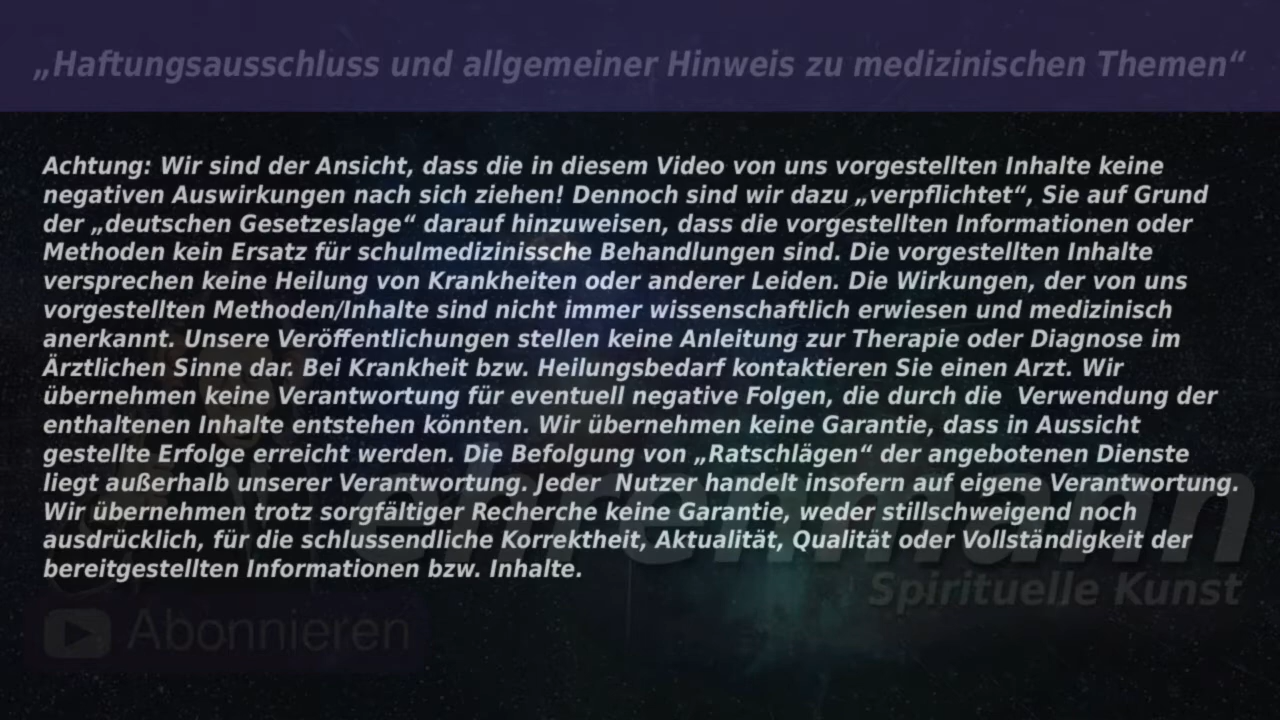 „Haftungsausschluss und allgemeiner Hinweis zu medizinischen Themen“
Achtung: Wir sind der Ansicht, dass die in diesem Video von uns vorgestellten Inhalte keine
negativen Auswirkungen nach sich ziehen! Dennoch sind wir dazu „verpflichtet“, Sie auf Grund
der „deutschen Gesetzeslage“ darauf hinzuweisen, dass die vorgestellten Informationen oder
Methoden kein Ersatz für schulmedizinissche Behandlungen sind. Die vorgestellten Inhalte
versprechen keine Heilung von Krankheiten oder anderer Leiden. Die Wirkungen, der von uns
vorgestellten Methoden/Inhalte sind nicht immer wissenschaftlich erwiesen und medizinisch
anerkannt. Unsere Veröffentlichungen stellen keine Anleitung zur Therapie oder Diagnose im
Ärztlichen Sinne dar. Bei Krankheit bzw. Heilungsbedarf kontaktieren Sie einen Arzt. Wir
übernehmen keine Verantwortung für eventuell negative Folgen, die durch die  Verwendung der
enthaltenen Inhalte entstehen könnten. Wir übernehmen keine Garantie, dass in Aussicht
gestellte Erfolge erreicht werden. Die Befolgung von „Ratschlägen“ der angebotenen Dienste
liegt außerhalb unserer Verantwortung. Jeder  Nutzer handelt insofern auf eigene Verantwortung.
Wir übernehmen trotz sorgfältiger Recherche keine Garantie, weder stillschweigend noch
ausdrücklich, für die schlussendliche Korrektheit, Aktualität, Qualität oder Vollständigkeit der
bereitgestellten Informationen bzw. Inhalte.
ehrenmann
Spirituelle Kunst
Abonnieren